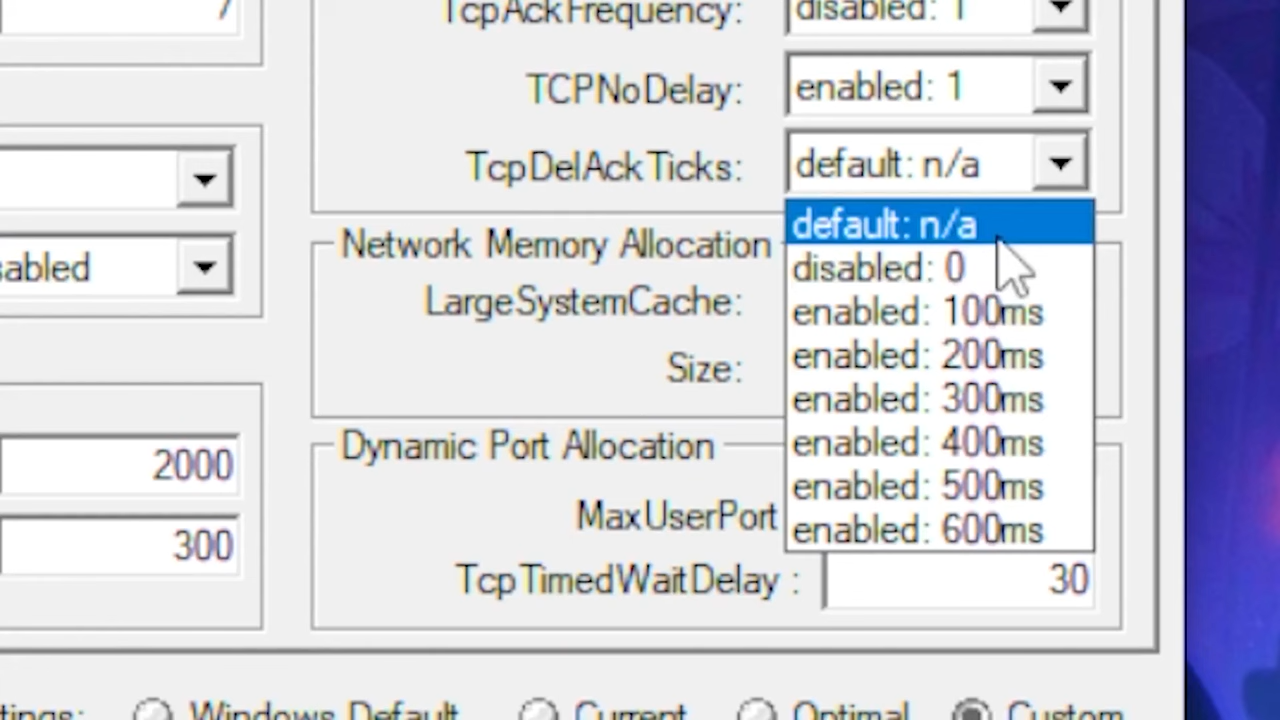 TcpAckFrequency: disabled: 1
TCPNoDelay: enabled: 1
TcpDelAckTicks: default: n/a
default: n/a
Network Memory Allocation
disabled: 0
LargeSystemCache:
enabled: 100ms
enabled: 200ms
Size:
enabled: 300ms
enabled: 400ms
Dynamic Port Allocation
enabled: 500ms
MaxUserPort
enabled: 600ms
TcpTimedWaitDelay : 30
abled
2000
300
tings: Windows Default Current Optimal Custom